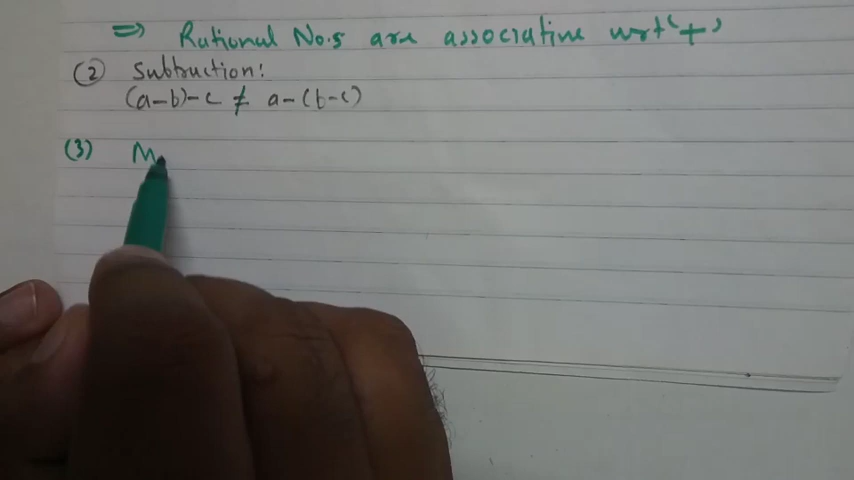 ⇒ Rational No.s are associative wrt '+'
(2) Subtraction:
(a-b)-c ≠ a-(b-c)
(3) M